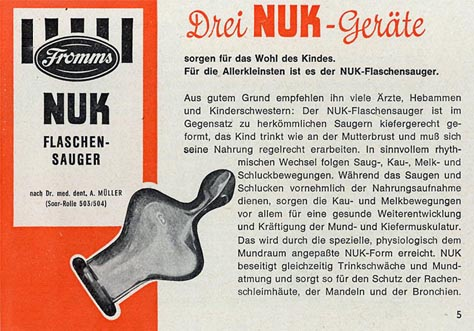 Fromms
NUK
FLASCHEN-
SAUGER
nach Dr. med. dent. A. MÜLLER
(Saar-Rolle 503/504)
Drei NUK-Geräte
sorgen für das Wohl des Kindes.
Für die Allerkleinsten ist es der NUK-Flaschensauger.
Aus gutem Grund empfehlen ihn viele Ärzte, Hebammen
und Kinderschwestern: Der NUK-Flaschensauger ist im
Gegensatz zu herkömmlichen Saugern kiefergerecht ge-
formt, das Kind trinkt wie an der Mutterbrust und muß sich
seine Nahrung regelrecht erarbeiten. In sinnvollem rhyth-
mischen Wechsel folgen Saug-, Kau-, Melk- und
Schluckbewegungen. Während das Saugen und
Schlucken vornehmlich der Nahrungsaufnahme
dienen, sorgen die Kau- und Melkbewegungen
vor allem für eine gesunde Weiterentwicklung
und Kräftigung der Mund- und Kiefermuskulatur.
Das wird durch die spezielle, physiologisch dem
Mundraum angepaßte NUK-Form erreicht. NUK
beseitigt gleichzeitig Trinkschwäche und Mund-
atmung und sorgt so für den Schutz der Rachen-
schleimhäute, der Mandeln und der Bronchien.
5